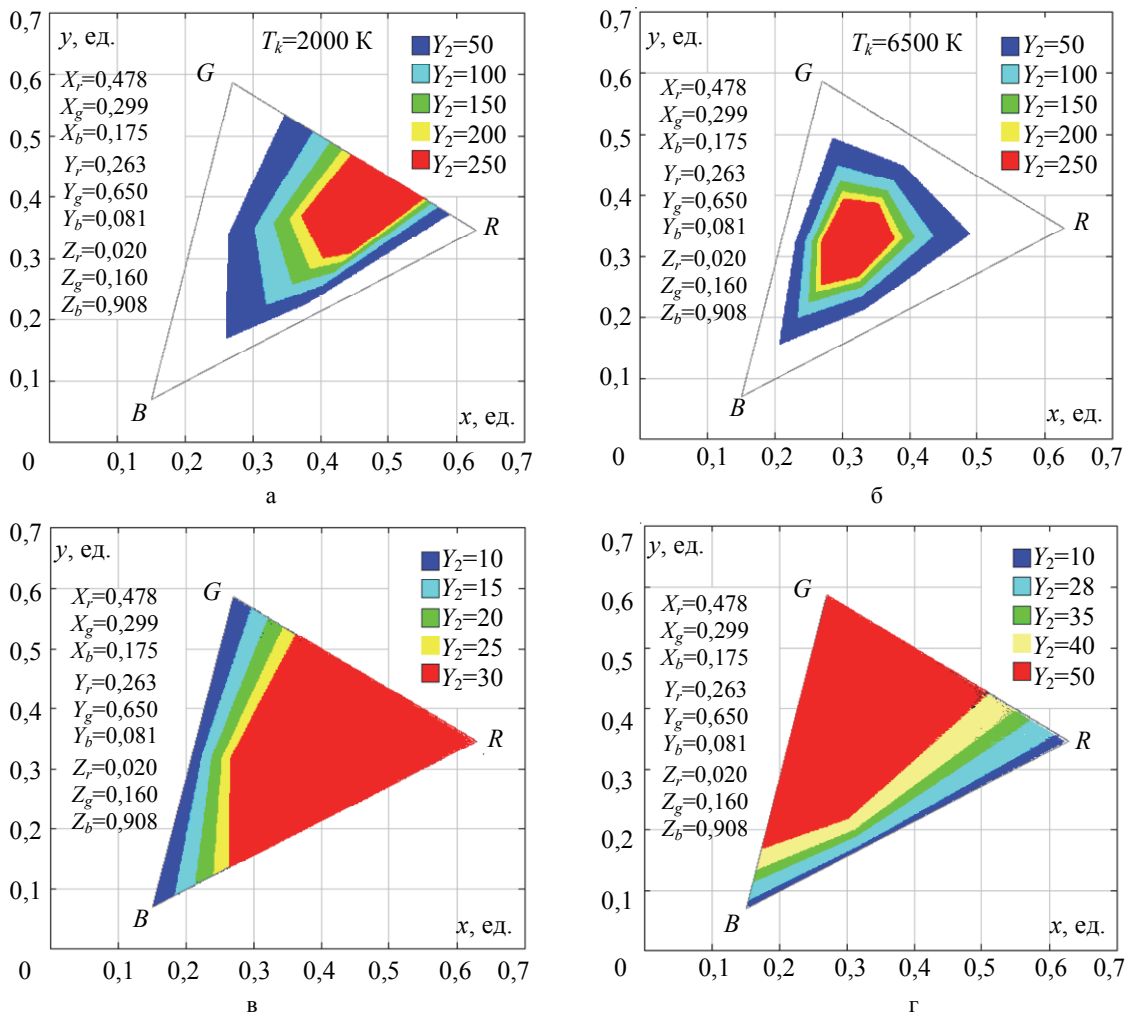 0,7
y, ед.
T_k=2000 К
Y_2=50
Y_2=100
Y_2=150
Y_2=200
Y_2=250
0,6
G
X_r=0,478
X_g=0,299
X_b=0,175
0,5
Y_r=0,263
Y_g=0,650
Y_b=0,081
0,4
Z_r=0,020
Z_g=0,160
Z_b=0,908
0,3
R
0,2
0,1
B
x, ед.
0 0,1 0,2 0,3 0,4 0,5 0,6 0,7
а
0,7
y, ед.
T_k=6500 К
Y_2=50
Y_2=100
Y_2=150
Y_2=200
Y_2=250
0,6
G
X_r=0,478
X_g=0,299
X_b=0,175
0,5
Y_r=0,263
Y_g=0,650
Y_b=0,081
0,4
Z_r=0,020
Z_g=0,160
Z_b=0,908
0,3
R
0,2
0,1
B
x, ед.
0 0,1 0,2 0,3 0,4 0,5 0,6 0,7
б
0,7
y, ед.
Y_2=10
Y_2=15
Y_2=20
Y_2=25
Y_2=30
0,6
G
X_r=0,478
X_g=0,299
X_b=0,175
0,5
Y_r=0,263
Y_g=0,650
Y_b=0,081
0,4
Z_r=0,020
Z_g=0,160
Z_b=0,908
0,3
R
0,2
0,1
B
x, ед.
0 0,1 0,2 0,3 0,4 0,5 0,6 0,7
в
0,7
y, ед.
Y_2=10
Y_2=28
Y_2=35
Y_2=40
Y_2=50
0,6
G
X_r=0,478
X_g=0,299
X_b=0,175
0,5
Y_r=0,263
Y_g=0,650
Y_b=0,081
0,4
Z_r=0,020
Z_g=0,160
Z_b=0,908
0,3
R
0,2
0,1
B
x, ед.
0 0,1 0,2 0,3 0,4 0,5 0,6 0,7
г